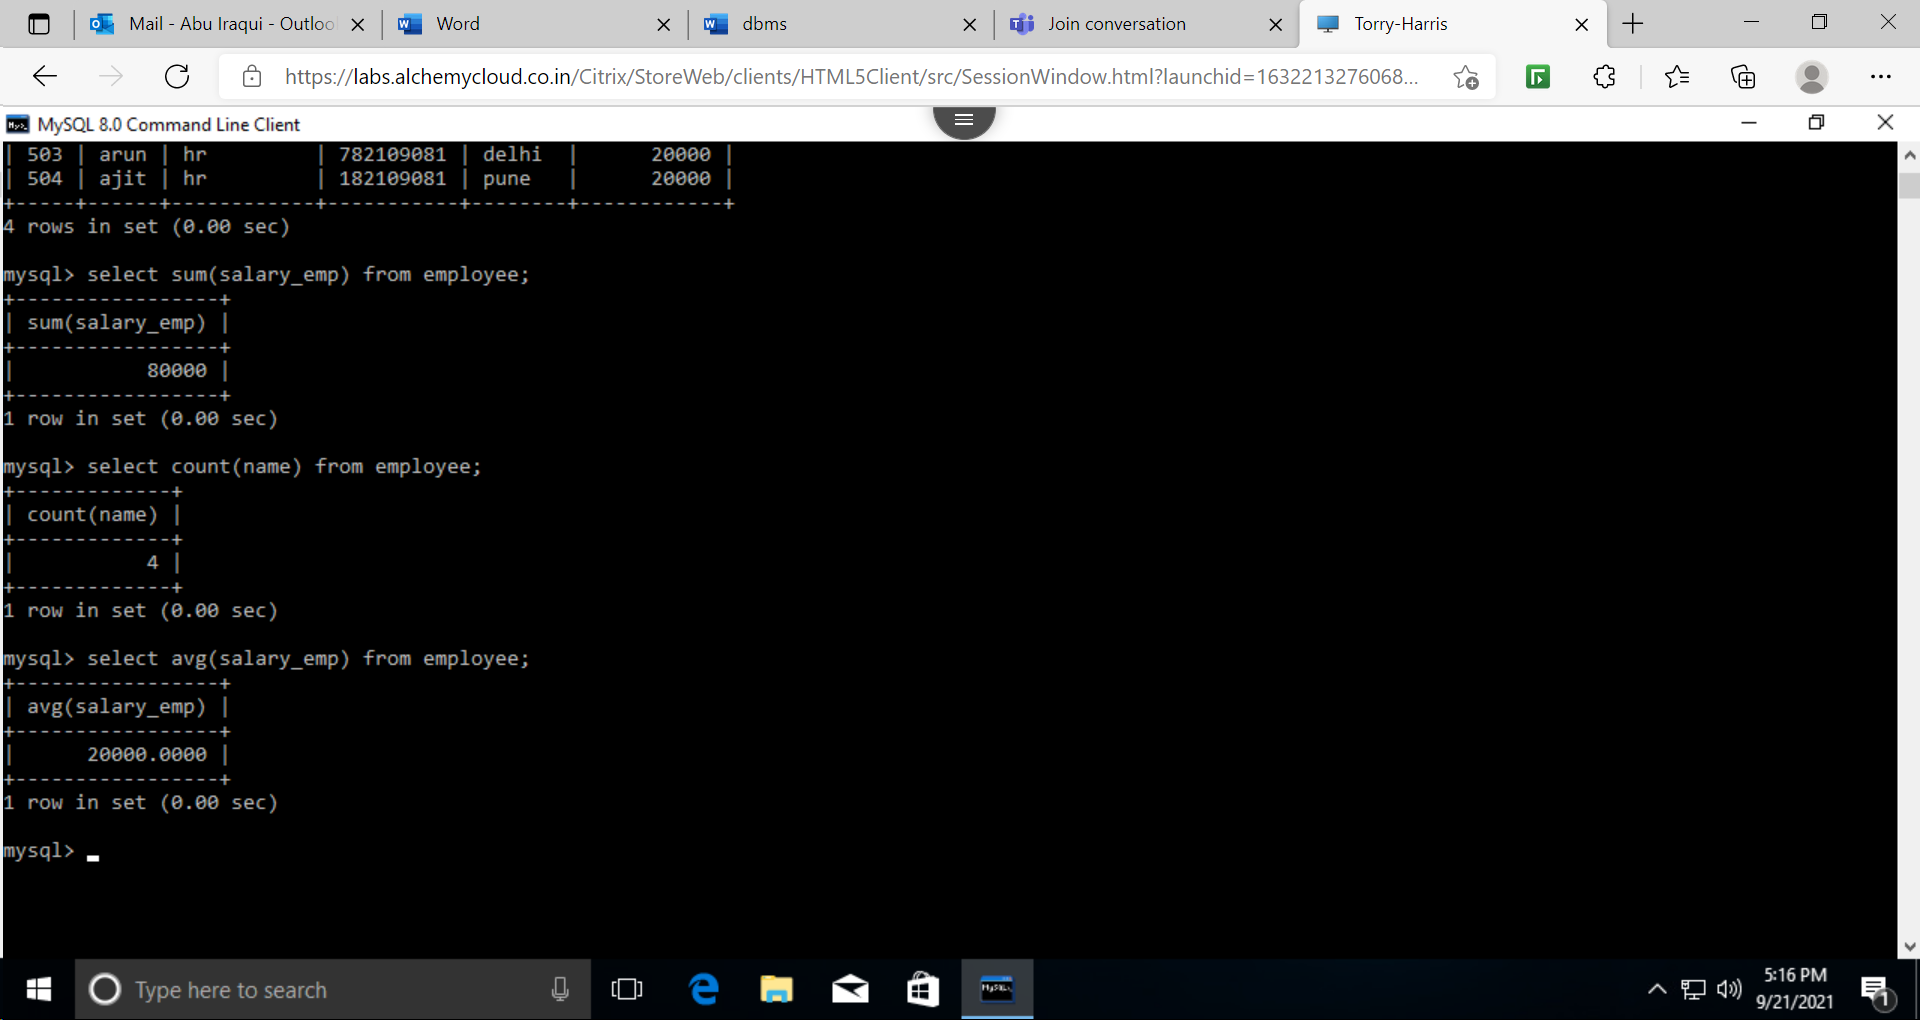 Mail - Abu Iraqui - Outloo
Word
dbms
Join conversation
Torry-Harris
https://labs.alchemycloud.co.in/Citrix/StoreWeb/clients/HTML5Client/src/SessionWindow.html?launchid=1632213276068...
MySQL 8.0 Command Line Client
| 503 | arun | hr         | 782109081 | delhi  |      20000 |
| 504 | ajit | hr         | 182109081 | pune   |      20000 |
+-----+------+------------+-----------+--------+------------+
4 rows in set (0.00 sec)
mysql> select sum(salary_emp) from employee;
+-----------------+
| sum(salary_emp) |
+-----------------+
|           80000 |
+-----------------+
1 row in set (0.00 sec)
mysql> select count(name) from employee;
+-------------+
| count(name) |
+-------------+
|           4 |
+-------------+
1 row in set (0.00 sec)
mysql> select avg(salary_emp) from employee;
+-----------------+
| avg(salary_emp) |
+-----------------+
|      20000.0000 |
+-----------------+
1 row in set (0.00 sec)
mysql>
Type here to search
5:16 PM
9/21/2021
1